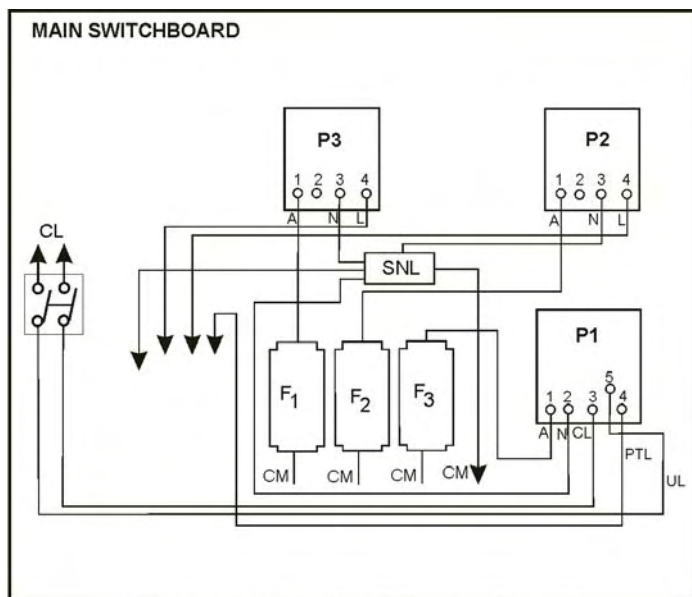 MAIN SWITCHBOARD
P3
1 2 3 4
A N L
P2
1 2 3 4
A N L
CL
SNL
P1
5
1 2 3 4
A N CL
PTL
UL
F1
F2
F3
CM CM CM CM